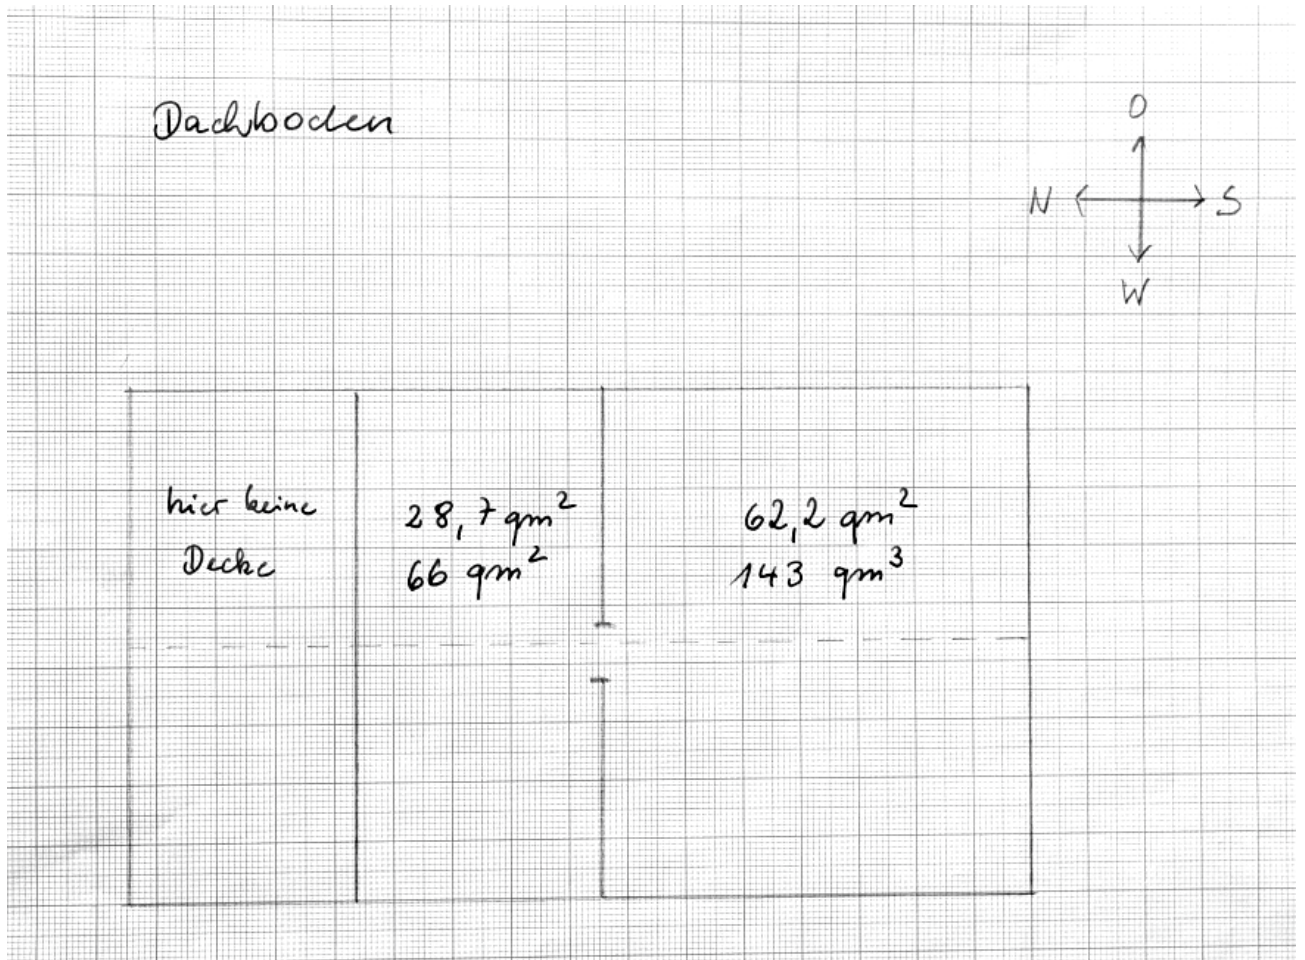 Dachboden
O
N S
W
hier keine
Decke
28,7 qm²
66 qm²
62,2 qm²
143 qm³